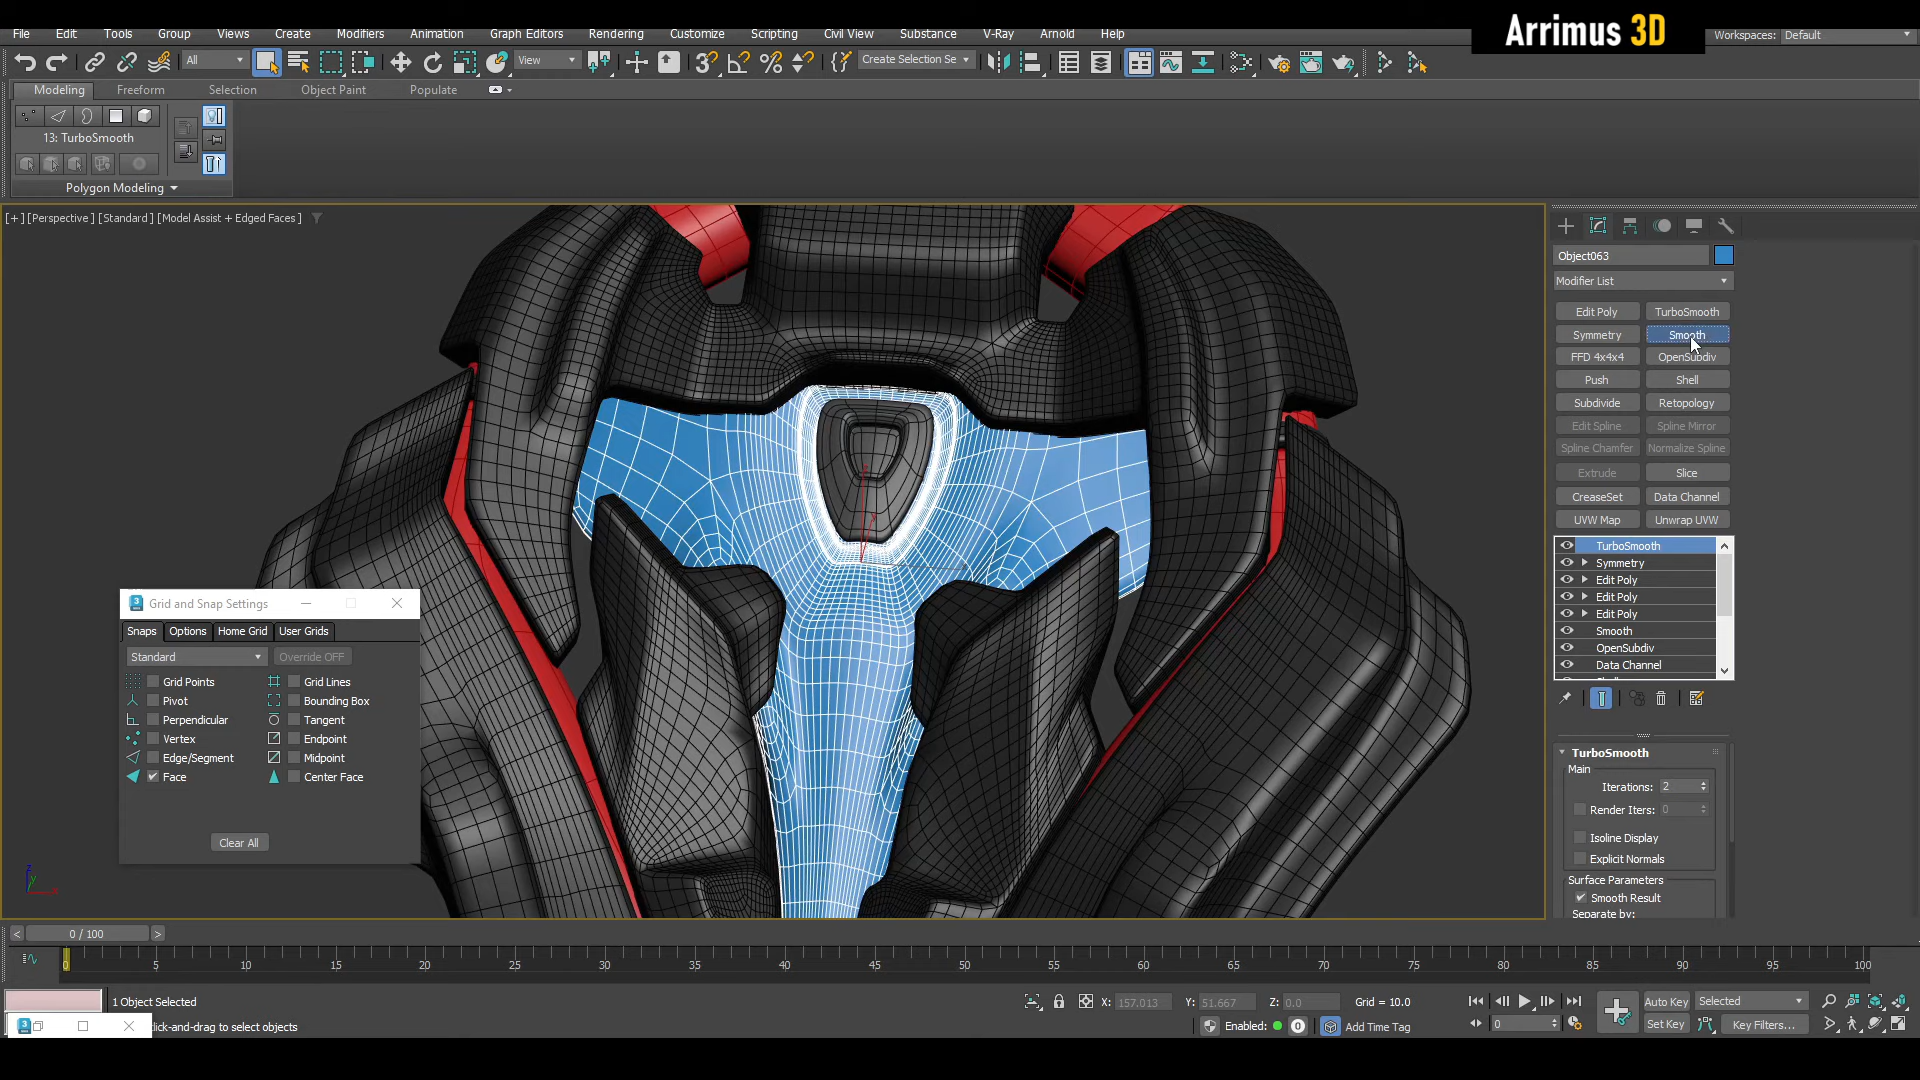 Arrimus 3D
File Edit Tools Group Views Create Modifiers Animation Graph Editors Rendering Customize Scripting Civil View Substance V-Ray Arnold Help
Workspaces: Default
All View Create Selection Se
Modeling Freeform Selection Object Paint Populate
13: TurboSmooth
Polygon Modeling
[+] [Perspective ] [Standard ] [Model Assist + Edged Faces ]
Object063
Modifier List
Edit Poly TurboSmooth
Symmetry Smooth
FFD 4x4x4 OpenSubdiv
Push Shell
Subdivide Retopology
Edit Spline Spline Mirror
Spline Chamfer Normalize Spline
Extrude Slice
CreaseSet Data Channel
UVW Map Unwrap UVW
TurboSmooth
Symmetry
Edit Poly
Edit Poly
Edit Poly
Smooth
OpenSubdiv
Data Channel
TurboSmooth
Main
Iterations: 2
Render Iters: 0
Isoline Display
Explicit Normals
Surface Parameters
Smooth Result
Separate by:
3 Grid and Snap Settings
Snaps Options Home Grid User Grids
Standard Override OFF
Grid Points Grid Lines
Pivot Bounding Box
Perpendicular Tangent
Vertex Endpoint
Edge/Segment Midpoint
Face Center Face
Clear All
z
y
< 0 / 100 >
0 5 10 15 20 25 30 35 40 45 50 55 60 65 70 75 80 85 90 95 100
1 Object Selected
X: 157.013 Y: 51.667 Z: 0.0 Grid = 10.0
Auto Key Selected
3
click-and-drag to select objects
Enabled: 0 Add Time Tag
0
Set Key Key Filters...